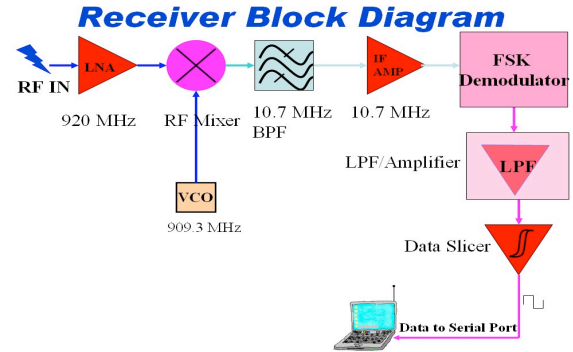 Receiver Block Diagram
RF IN
LNA
920 MHz
RF Mixer
10.7 MHz
BPF
IF
AMP
10.7 MHz
FSK
Demodulator
LPF/Amplifier
LPF
VCO
909.3 MHz
Data Slicer
Data to Serial Port